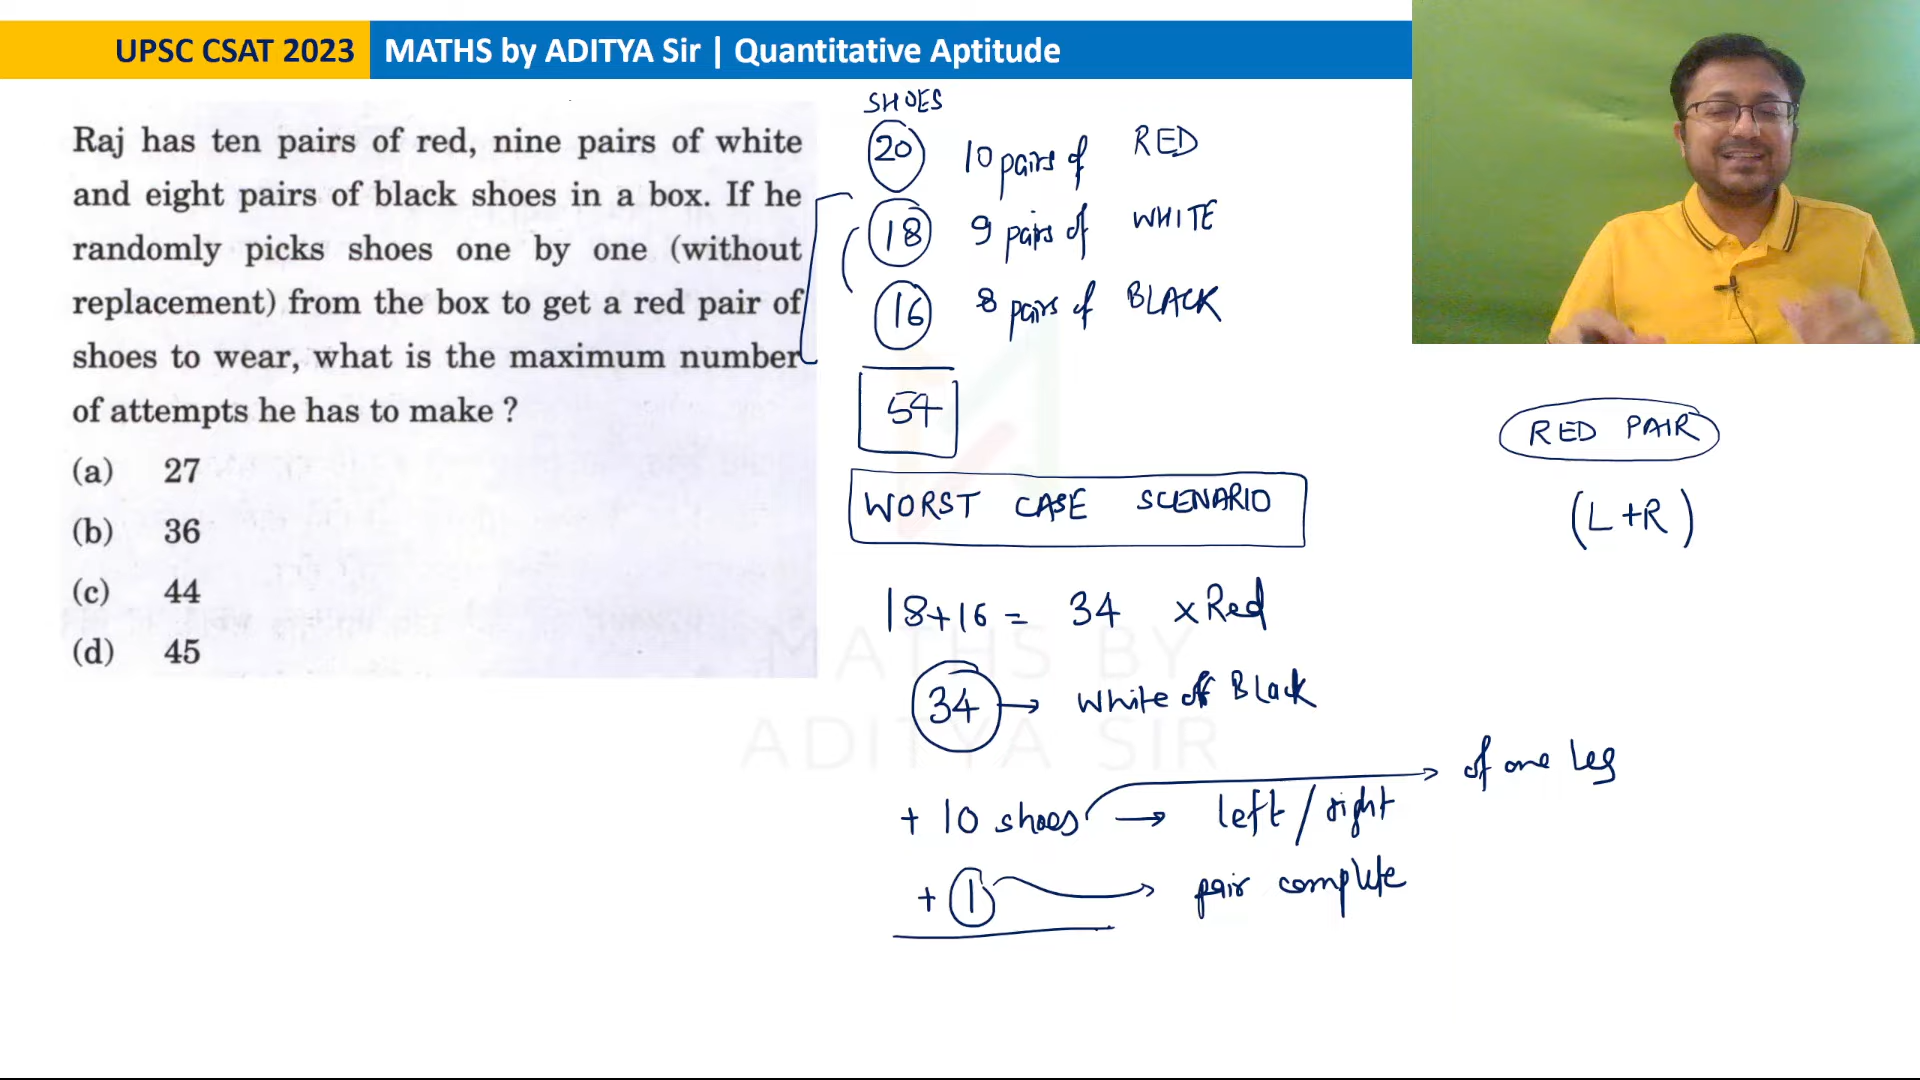 UPSC CSAT 2023 MATHS by ADITYA Sir | Quantitative Aptitude
Raj has ten pairs of red, nine pairs of white
and eight pairs of black shoes in a box. If he
randomly picks shoes one by one (without
replacement) from the box to get a red pair of
shoes to wear, what is the maximum number
of attempts he has to make ?
(a) 27
(b) 36
(c) 44
(d) 45
SHOES
20 10 pairs of RED
18 9 pairs of WHITE
16 8 pairs of BLACK
54
WORST CASE SCENARIO
18+16 = 34 x Red
34 → White or Black
+ 10 shoes → left / right
of one leg
+ 1 pair complete
RED PAIR
(L+R)
MATHS BY
ADITYA SIR